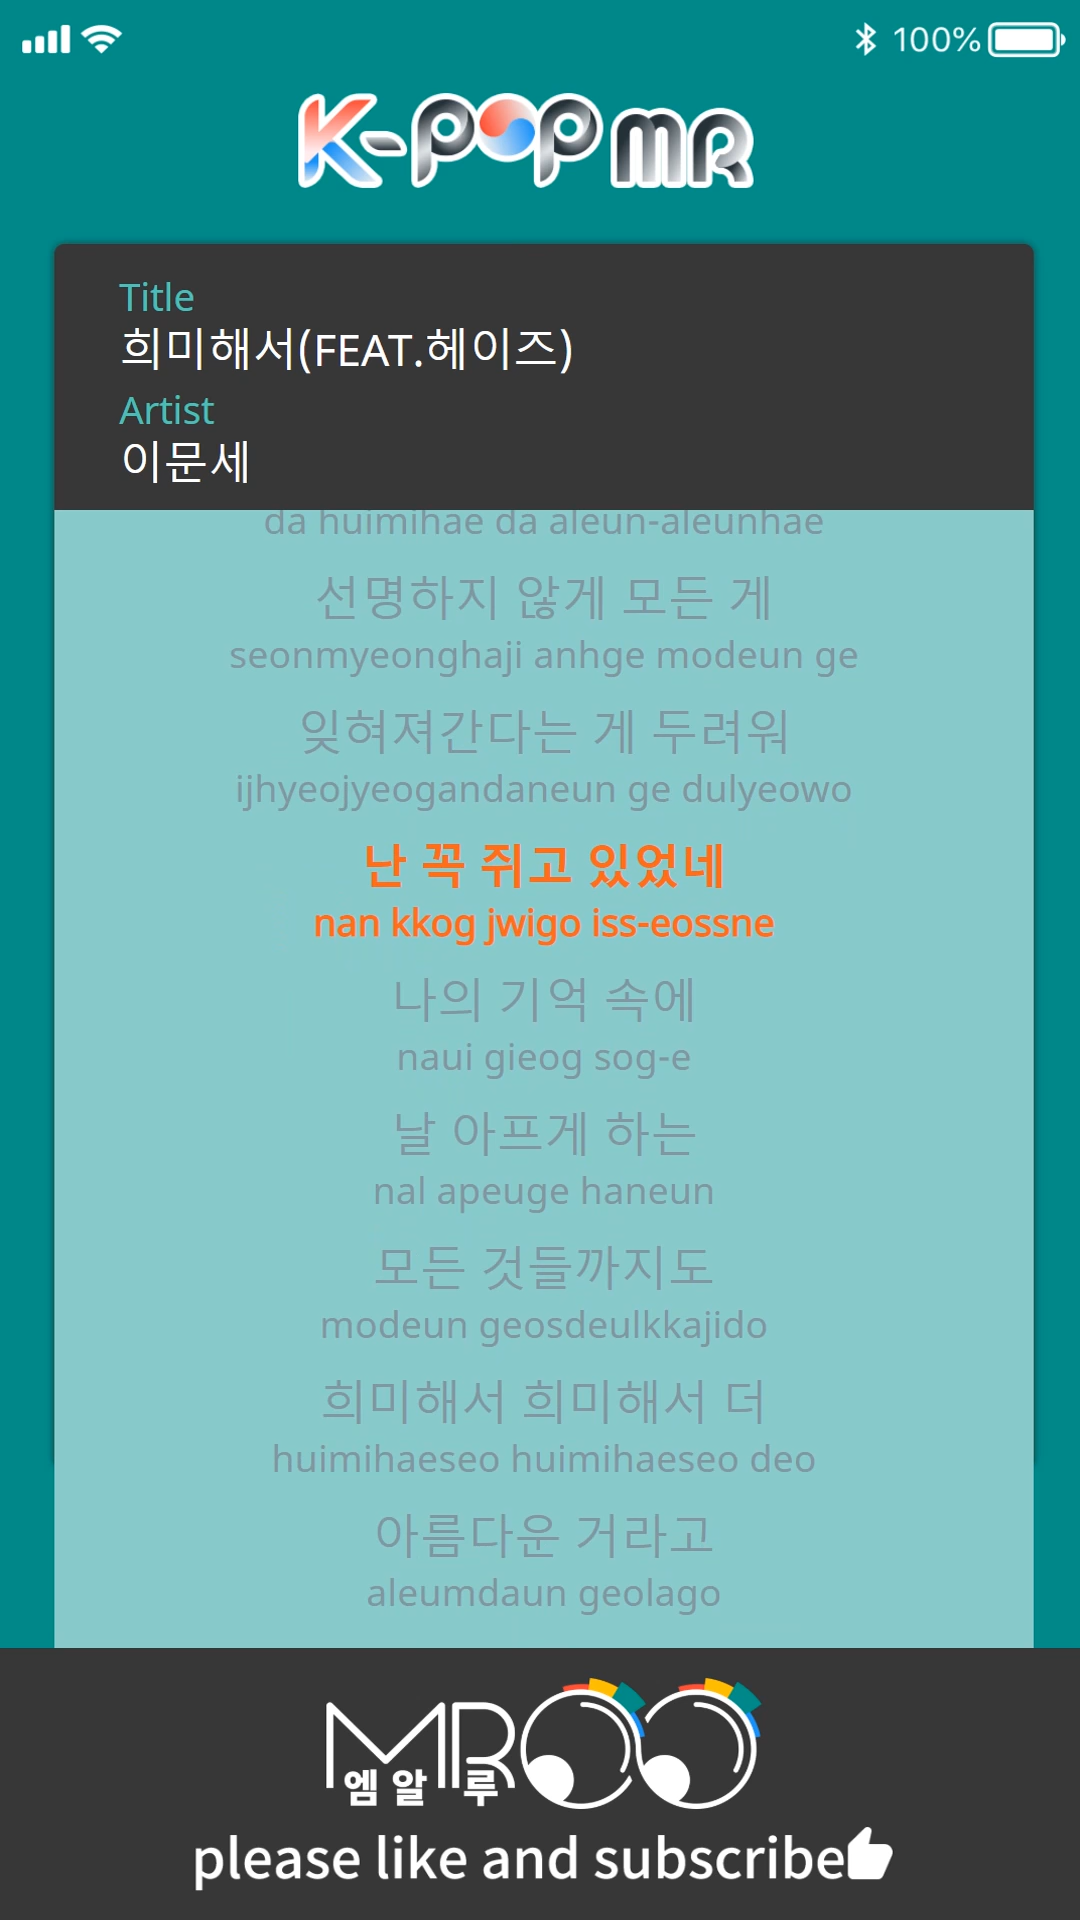 100%
K-POP MR
Title
희미해서(FEAT.헤이즈)
Artist
이문세
da huimihae da aleun-aleunhae
선명하지 않게 모든 게
seonmyeonghaji anhge modeun ge
잊혀져간다는 게 두려워
ijhyeojyeogandaneun ge dulyeowo
난 꼭 쥐고 있었네
nan kkog jwigo iss-eossne
나의 기억 속에
naui gieog sog-e
날 아프게 하는
nal apeuge haneun
모든 것들까지도
modeun geosdeulkkajido
희미해서 희미해서 더
huimihaeseo huimihaeseo deo
아름다운 거라고
aleumdaun geolago
MROO
엠알루
please like and subscribe